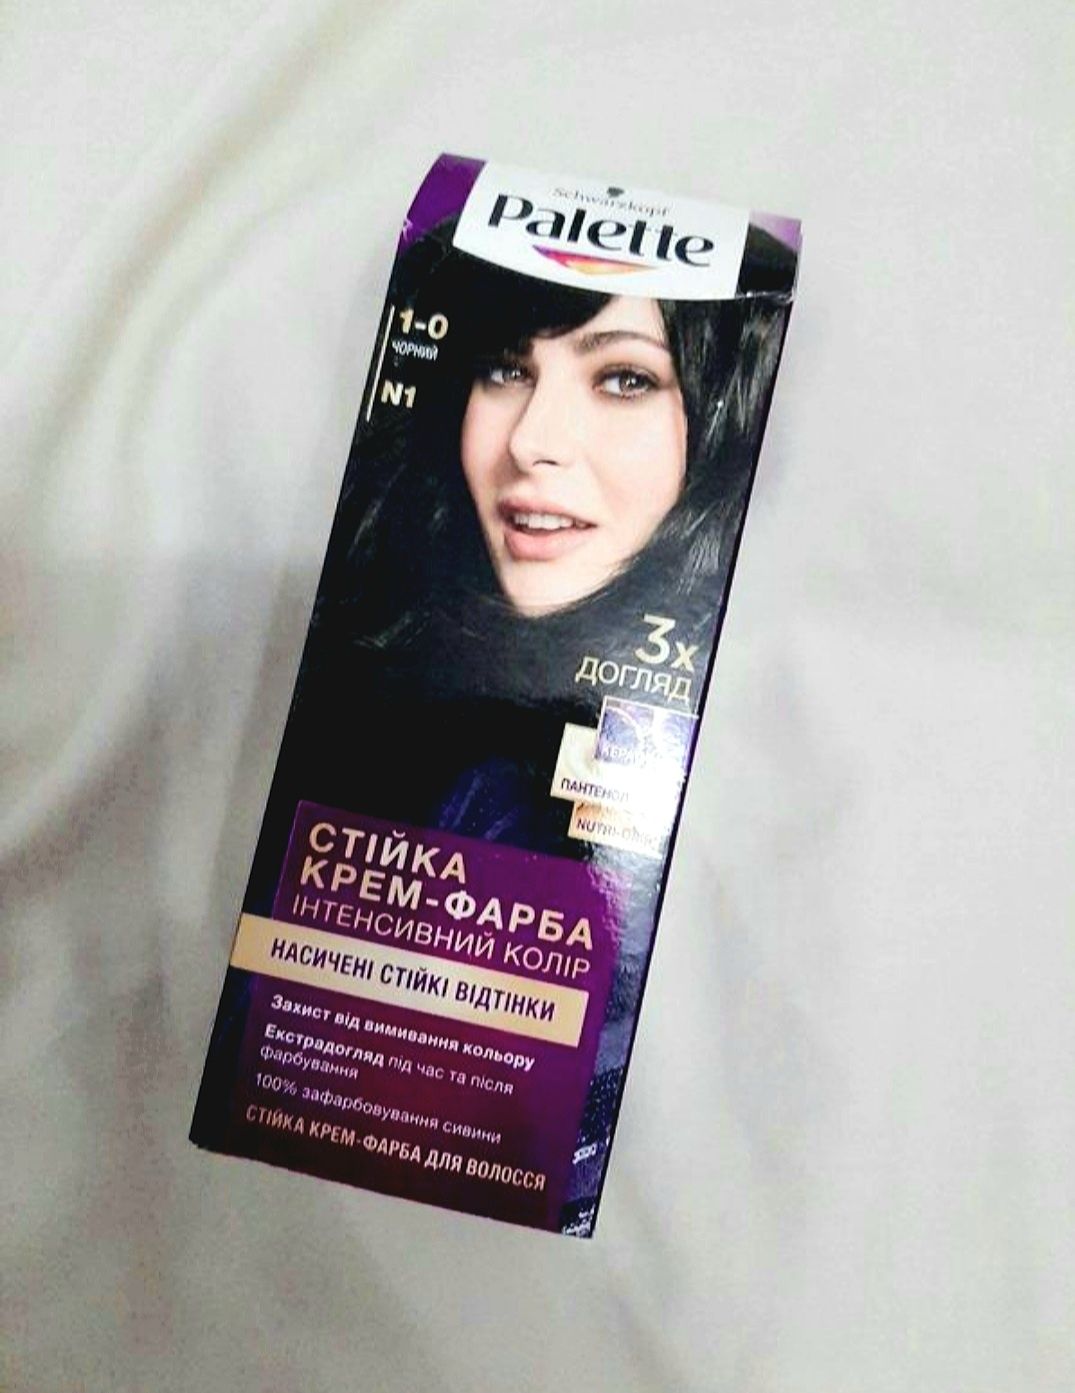 Schwarzkopf
Palette
1-0
ЧОРНИЙ
N1
3x
ДОГЛЯД
ПАНТЕНОЛ
СТІЙКА
КРЕМ-ФАРБА
ІНТЕНСИВНИЙ КОЛІР
НАСИЧЕНІ СТІЙКІ ВІДТІНКИ
Захист від вимивання кольору
Екстрадогляд під час та після
фарбування
100% зафарбовування сивини
СТІЙКА КРЕМ-ФАРБА ДЛЯ ВОЛОССЯ